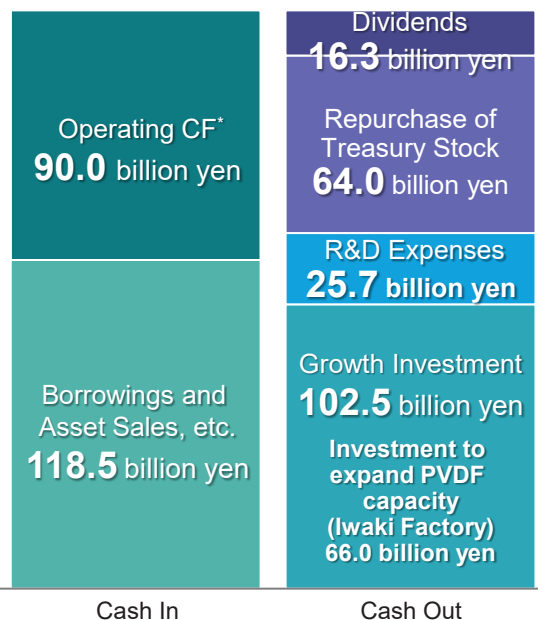 Operating CF*
90.0 billion yen
Borrowings and
Asset Sales, etc.
118.5 billion yen
Cash In
Dividends
16.3 billion yen
Repurchase of
Treasury Stock
64.0 billion yen
R&D Expenses
25.7 billion yen
Growth Investment
102.5 billion yen
Investment to
expand PVDF
capacity
(Iwaki Factory)
66.0 billion yen
Cash Out